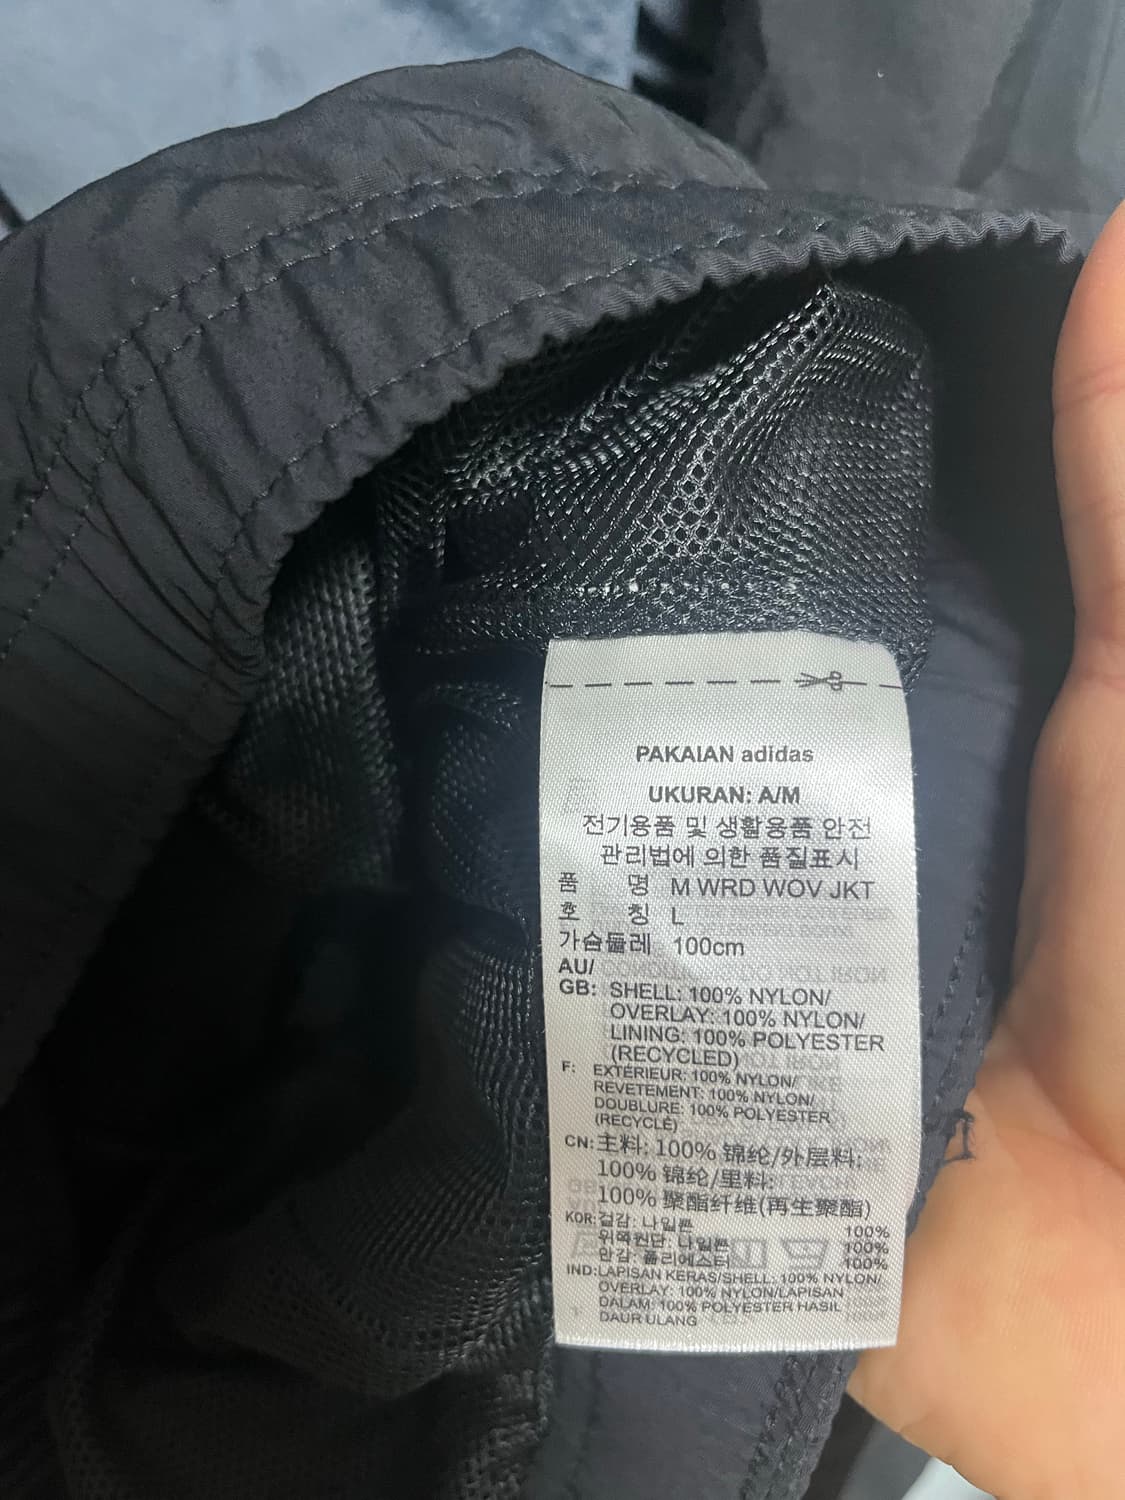 PAKAIAN adidas
UKURAN: A/M
전기용품 및 생활용품 안전
관리법에 의한 품질표시
품 명 M WRD WOV JKT
호 칭 L
가슴둘레 100cm
AU/
GB: SHELL: 100% NYLON/
OVERLAY: 100% NYLON/
LINING: 100% POLYESTER
(RECYCLED)
F: EXTÉRIEUR: 100% NYLON/
REVETEMENT: 100% NYLON/
DOUBLURE: 100% POLYESTER
(RECYCLÉ)
CN: 主料: 100% 锦纶/外层料:
100% 锦纶/里料:
100% 聚酯纤维(再生聚酯)
KOR: 겉감: 나일론 100%
위쪽원단: 나일론 100%
안감: 폴리에스터 100%
IND: LAPISAN KERAS/SHELL: 100% NYLON/
OVERLAY: 100% NYLON/LAPISAN
DALAM: 100% POLYESTER HASIL
DAUR ULANG